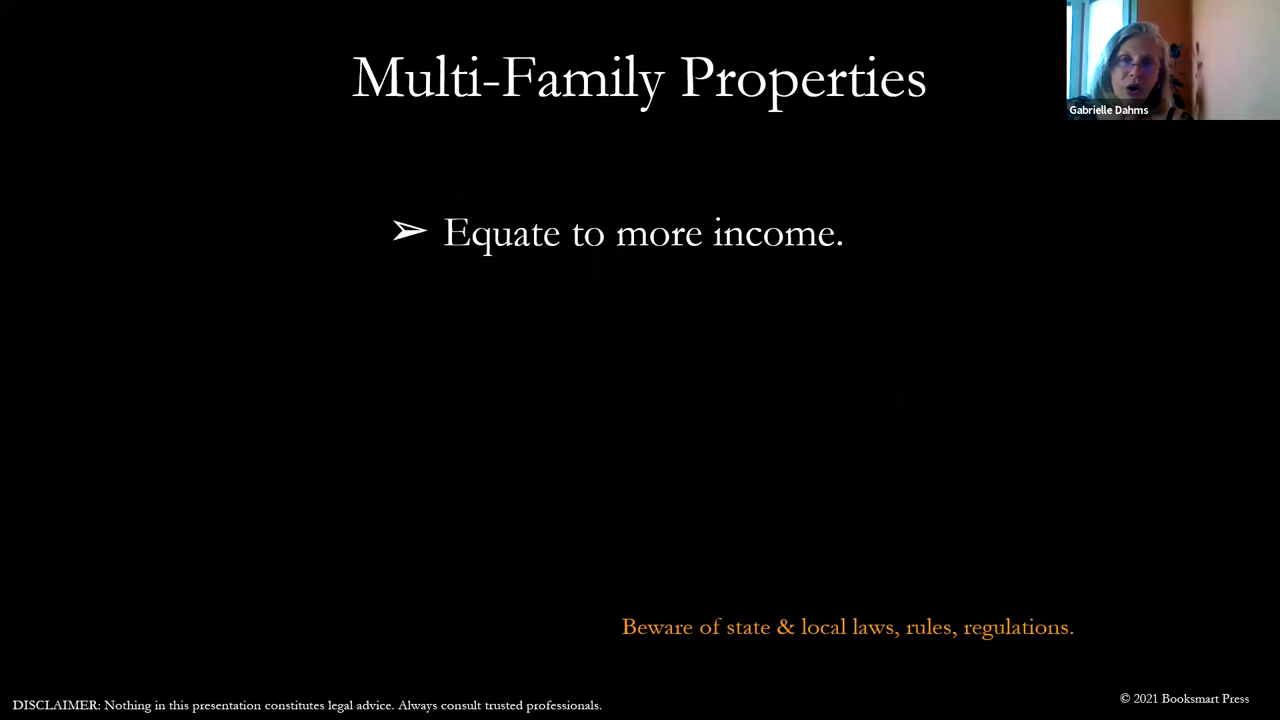 Multi-Family Properties
Gabrielle Dahms
➢ Equate to more income.
Beware of state & local laws, rules, regulations.
DISCLAIMER: Nothing in this presentation constitutes legal advice. Always consult trusted professionals.
© 2021 Booksmart Press